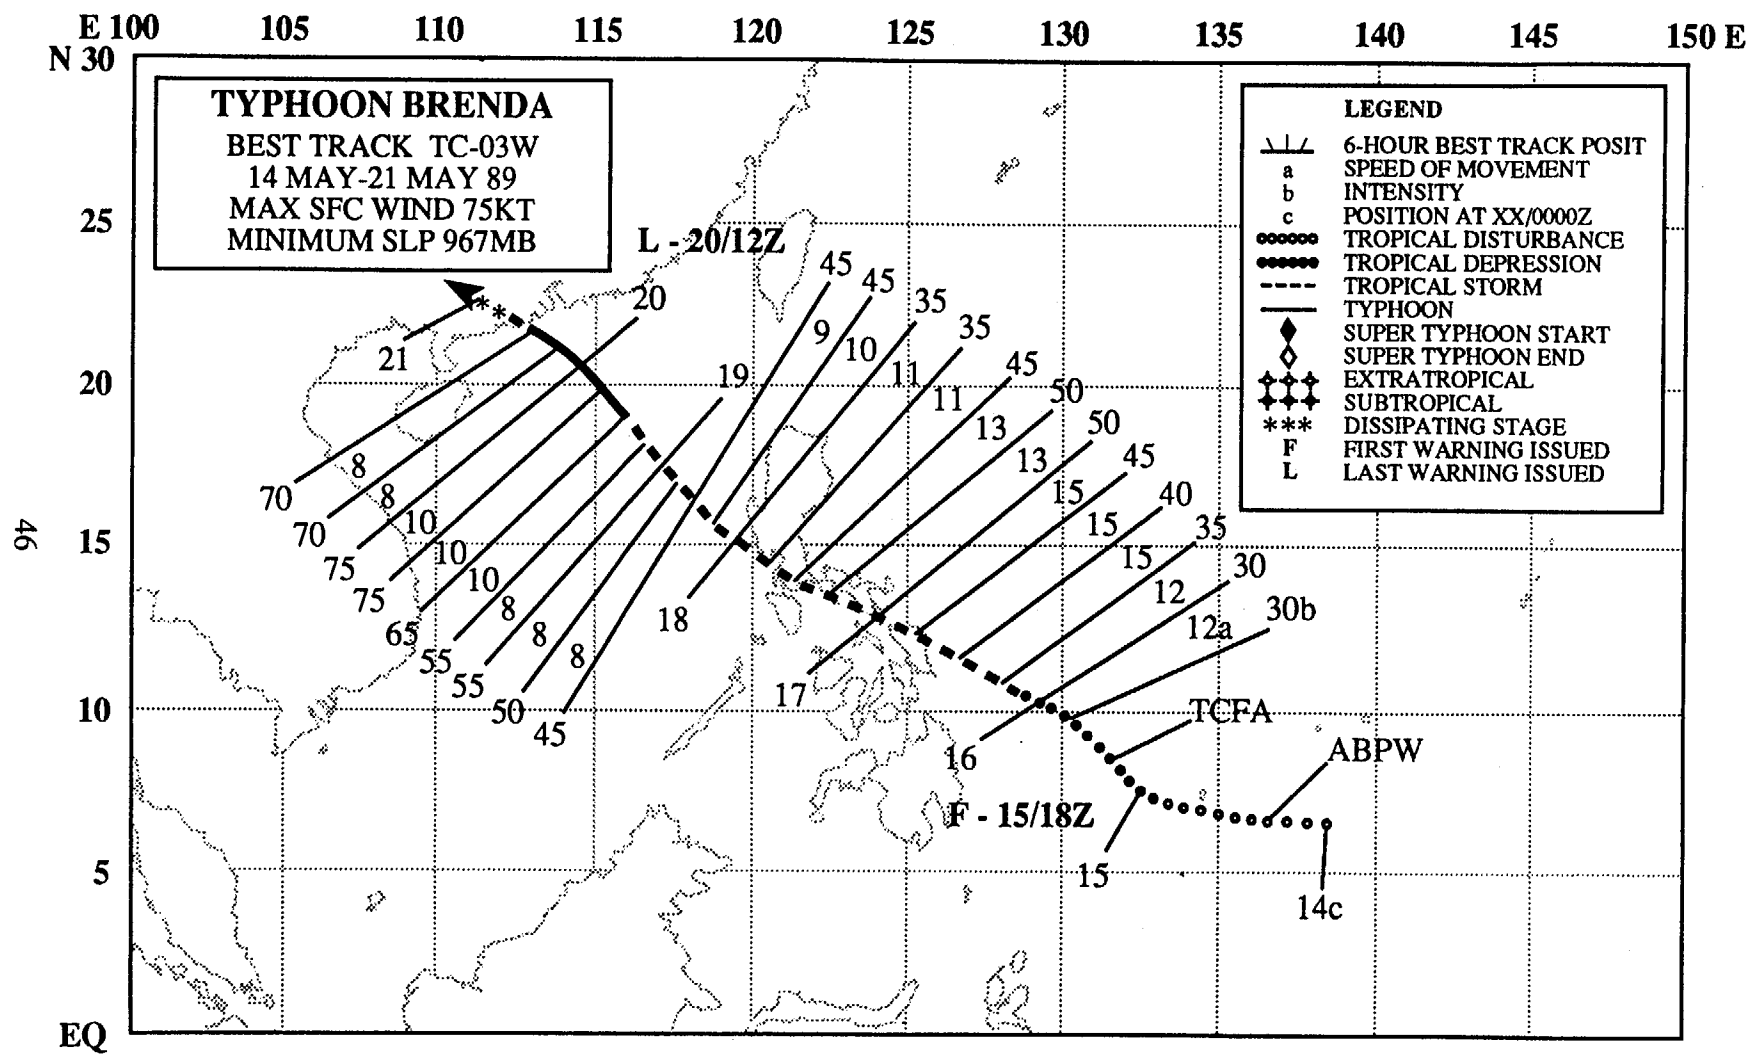 E 100 105 110 115 120 125 130 135 140 145 150 E
N 30
25
20
15
10
5
EQ
TYPHOON BRENDA
BEST TRACK TC-03W
14 MAY-21 MAY 89
MAX SFC WIND 75KT
MINIMUM SLP 967MB
LEGEND
6-HOUR BEST TRACK POSIT
a SPEED OF MOVEMENT
b INTENSITY
c POSITION AT XX/0000Z
TROPICAL DISTURBANCE
TROPICAL DEPRESSION
TROPICAL STORM
TYPHOON
SUPER TYPHOON START
SUPER TYPHOON END
EXTRATROPICAL
SUBTROPICAL
*** DISSIPATING STAGE
F FIRST WARNING ISSUED
L LAST WARNING ISSUED
L - 20/12Z
45
45
35
35
45
50
50
45
40
35
30
30b
9
10
11
11
13
13
15
15
15
12
12a
20
19
21
**
70
70
75
75
65
55
55
50
45
8
8
10
10
10
8
8
8
18
17
16
15
14c
TCFA
ABPW
F - 15/18Z
46